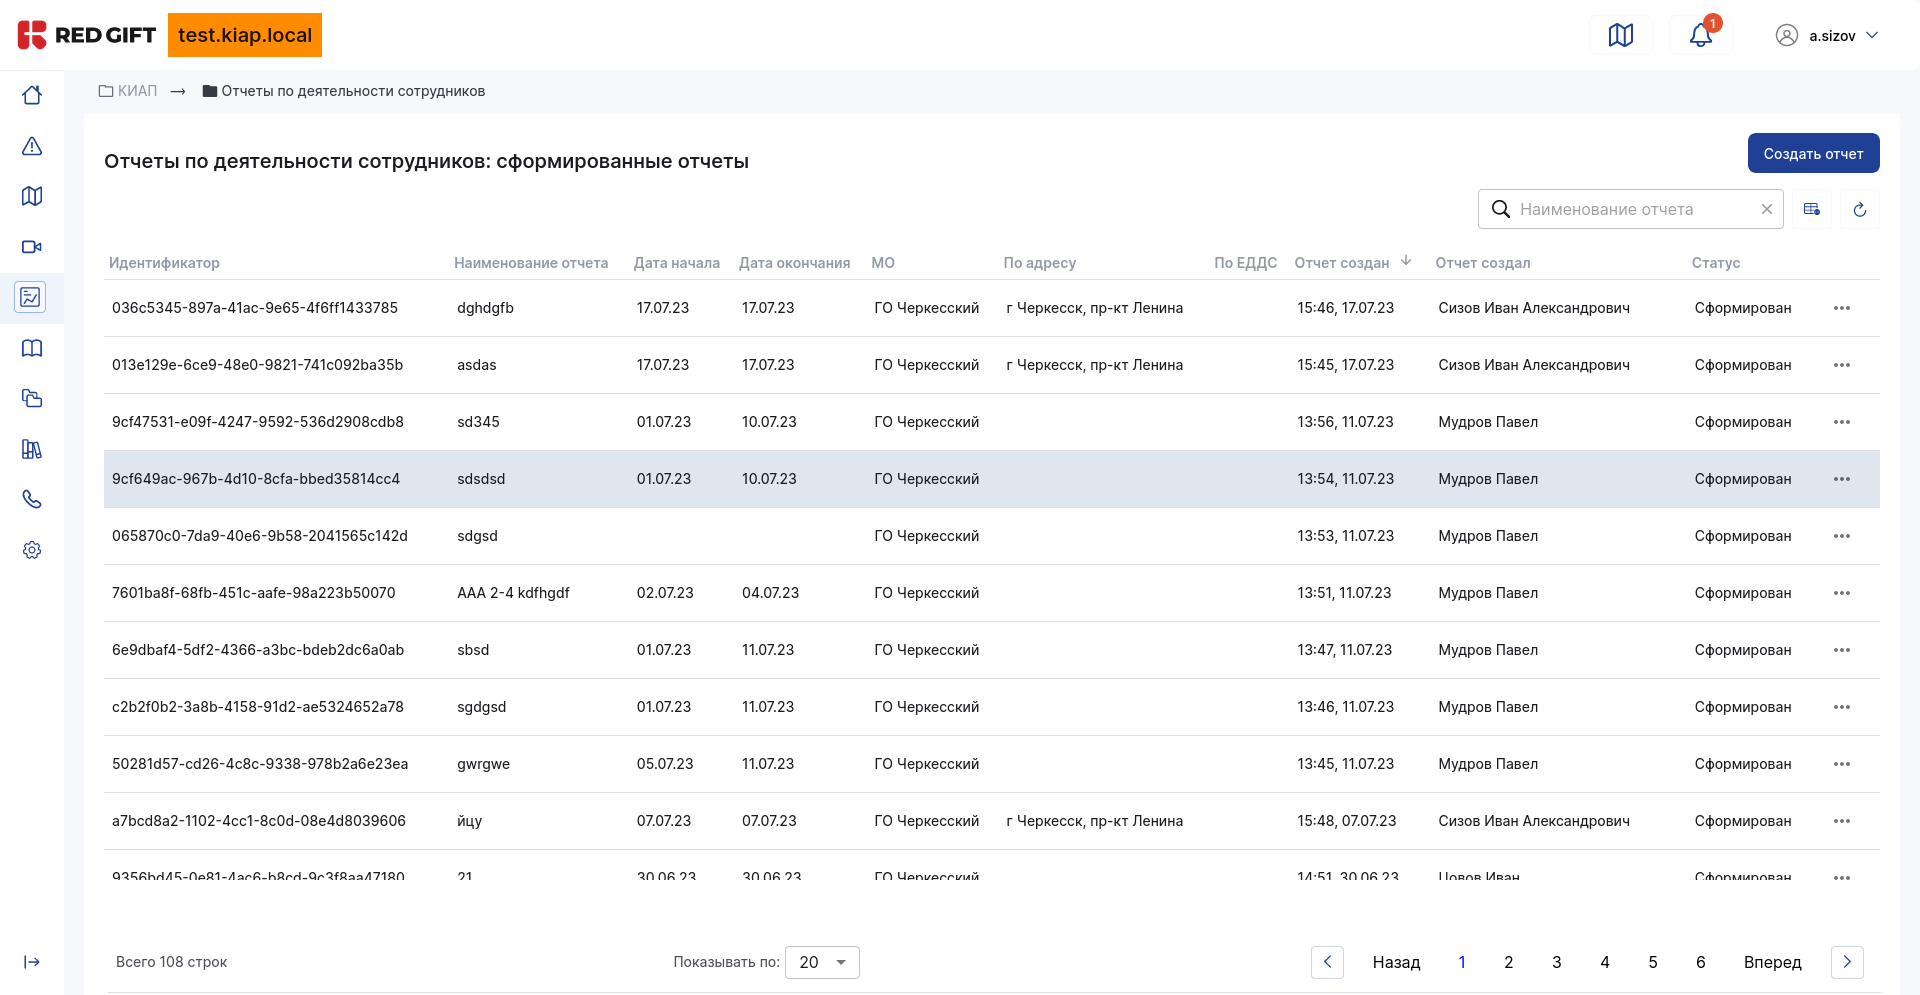 RED GIFT test.kiap.local 1 a.sizov
КИАП → Отчеты по деятельности сотрудников
Отчеты по деятельности сотрудников: сформированные отчеты
Создать отчет
Наименование отчета
Идентификатор Наименование отчета Дата начала Дата окончания МО По адресу По ЕДДС Отчет создан Отчет создал Статус
036c5345-897a-41ac-9e65-4f6ff1433785 dghdgfb 17.07.23 17.07.23 ГО Черкесский г Черкесск, пр-кт Ленина 15:46, 17.07.23 Сизов Иван Александрович Сформирован
013e129e-6ce9-48e0-9821-741c092ba35b asdas 17.07.23 17.07.23 ГО Черкесский г Черкесск, пр-кт Ленина 15:45, 17.07.23 Сизов Иван Александрович Сформирован
9cf47531-e09f-4247-9592-536d2908cdb8 sd345 01.07.23 10.07.23 ГО Черкесский 13:56, 11.07.23 Мудров Павел Сформирован
9cf649ac-967b-4d10-8cfa-bbed35814cc4 sdsdsd 01.07.23 10.07.23 ГО Черкесский 13:54, 11.07.23 Мудров Павел Сформирован
065870c0-7da9-40e6-9b58-2041565c142d sdgsd ГО Черкесский 13:53, 11.07.23 Мудров Павел Сформирован
7601ba8f-68fb-451c-aafe-98a223b50070 AAA 2-4 kdfhgdf 02.07.23 04.07.23 ГО Черкесский 13:51, 11.07.23 Мудров Павел Сформирован
6e9dbaf4-5df2-4366-a3bc-bdeb2dc6a0ab sbsd 01.07.23 11.07.23 ГО Черкесский 13:47, 11.07.23 Мудров Павел Сформирован
c2b2f0b2-3a8b-4158-91d2-ae5324652a78 sgdgsd 01.07.23 11.07.23 ГО Черкесский 13:46, 11.07.23 Мудров Павел Сформирован
50281d57-cd26-4c8c-9338-978b2a6e23ea gwrgwe 05.07.23 11.07.23 ГО Черкесский 13:45, 11.07.23 Мудров Павел Сформирован
a7bcd8a2-1102-4cc1-8c0d-08e4d8039606 йцу 07.07.23 07.07.23 ГО Черкесский г Черкесск, пр-кт Ленина 15:48, 07.07.23 Сизов Иван Александрович Сформирован
9356bd45-0e81-4ac6-b8cd-9c3f8aa47180 21 30.06.23 30.06.23 ГО Черкесский 14:51, 30.06.23 Иван Сформирован
Всего 108 строк Показывать по: 20 Назад 1 2 3 4 5 6 Вперед